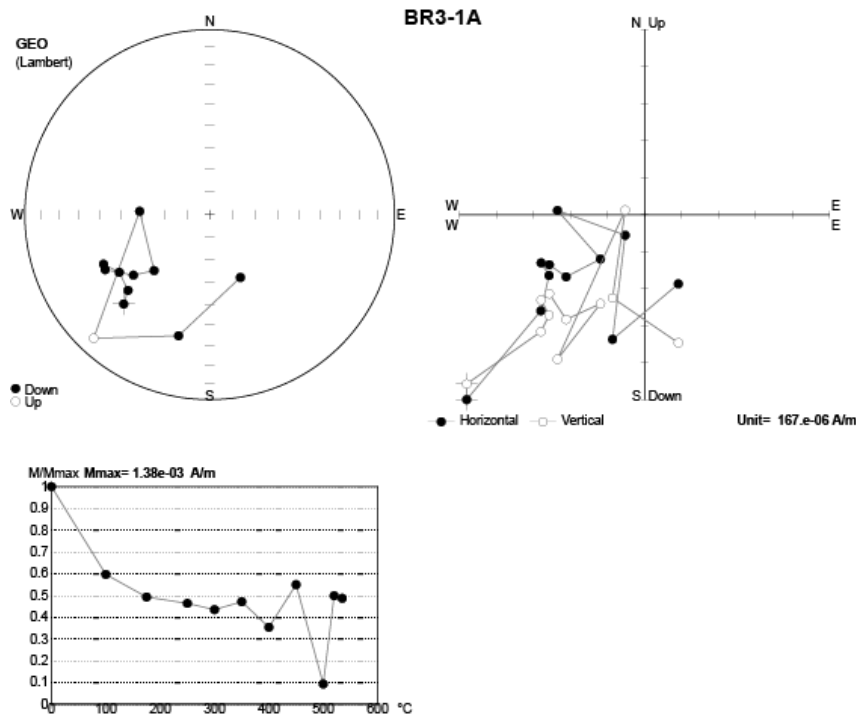 BR3-1A
GEO
(Lambert)
N
W
E
S
Down
Up
N Up
W
E
W
E
S Down
Horizontal
Vertical
Unit= 167.e-06 A/m
M/Mmax Mmax= 1.38e-03 A/m
1
0.9
0.8
0.7
0.6
0.5
0.4
0.3
0.2
0.1
0
0 100 200 300 400 500 600 °C